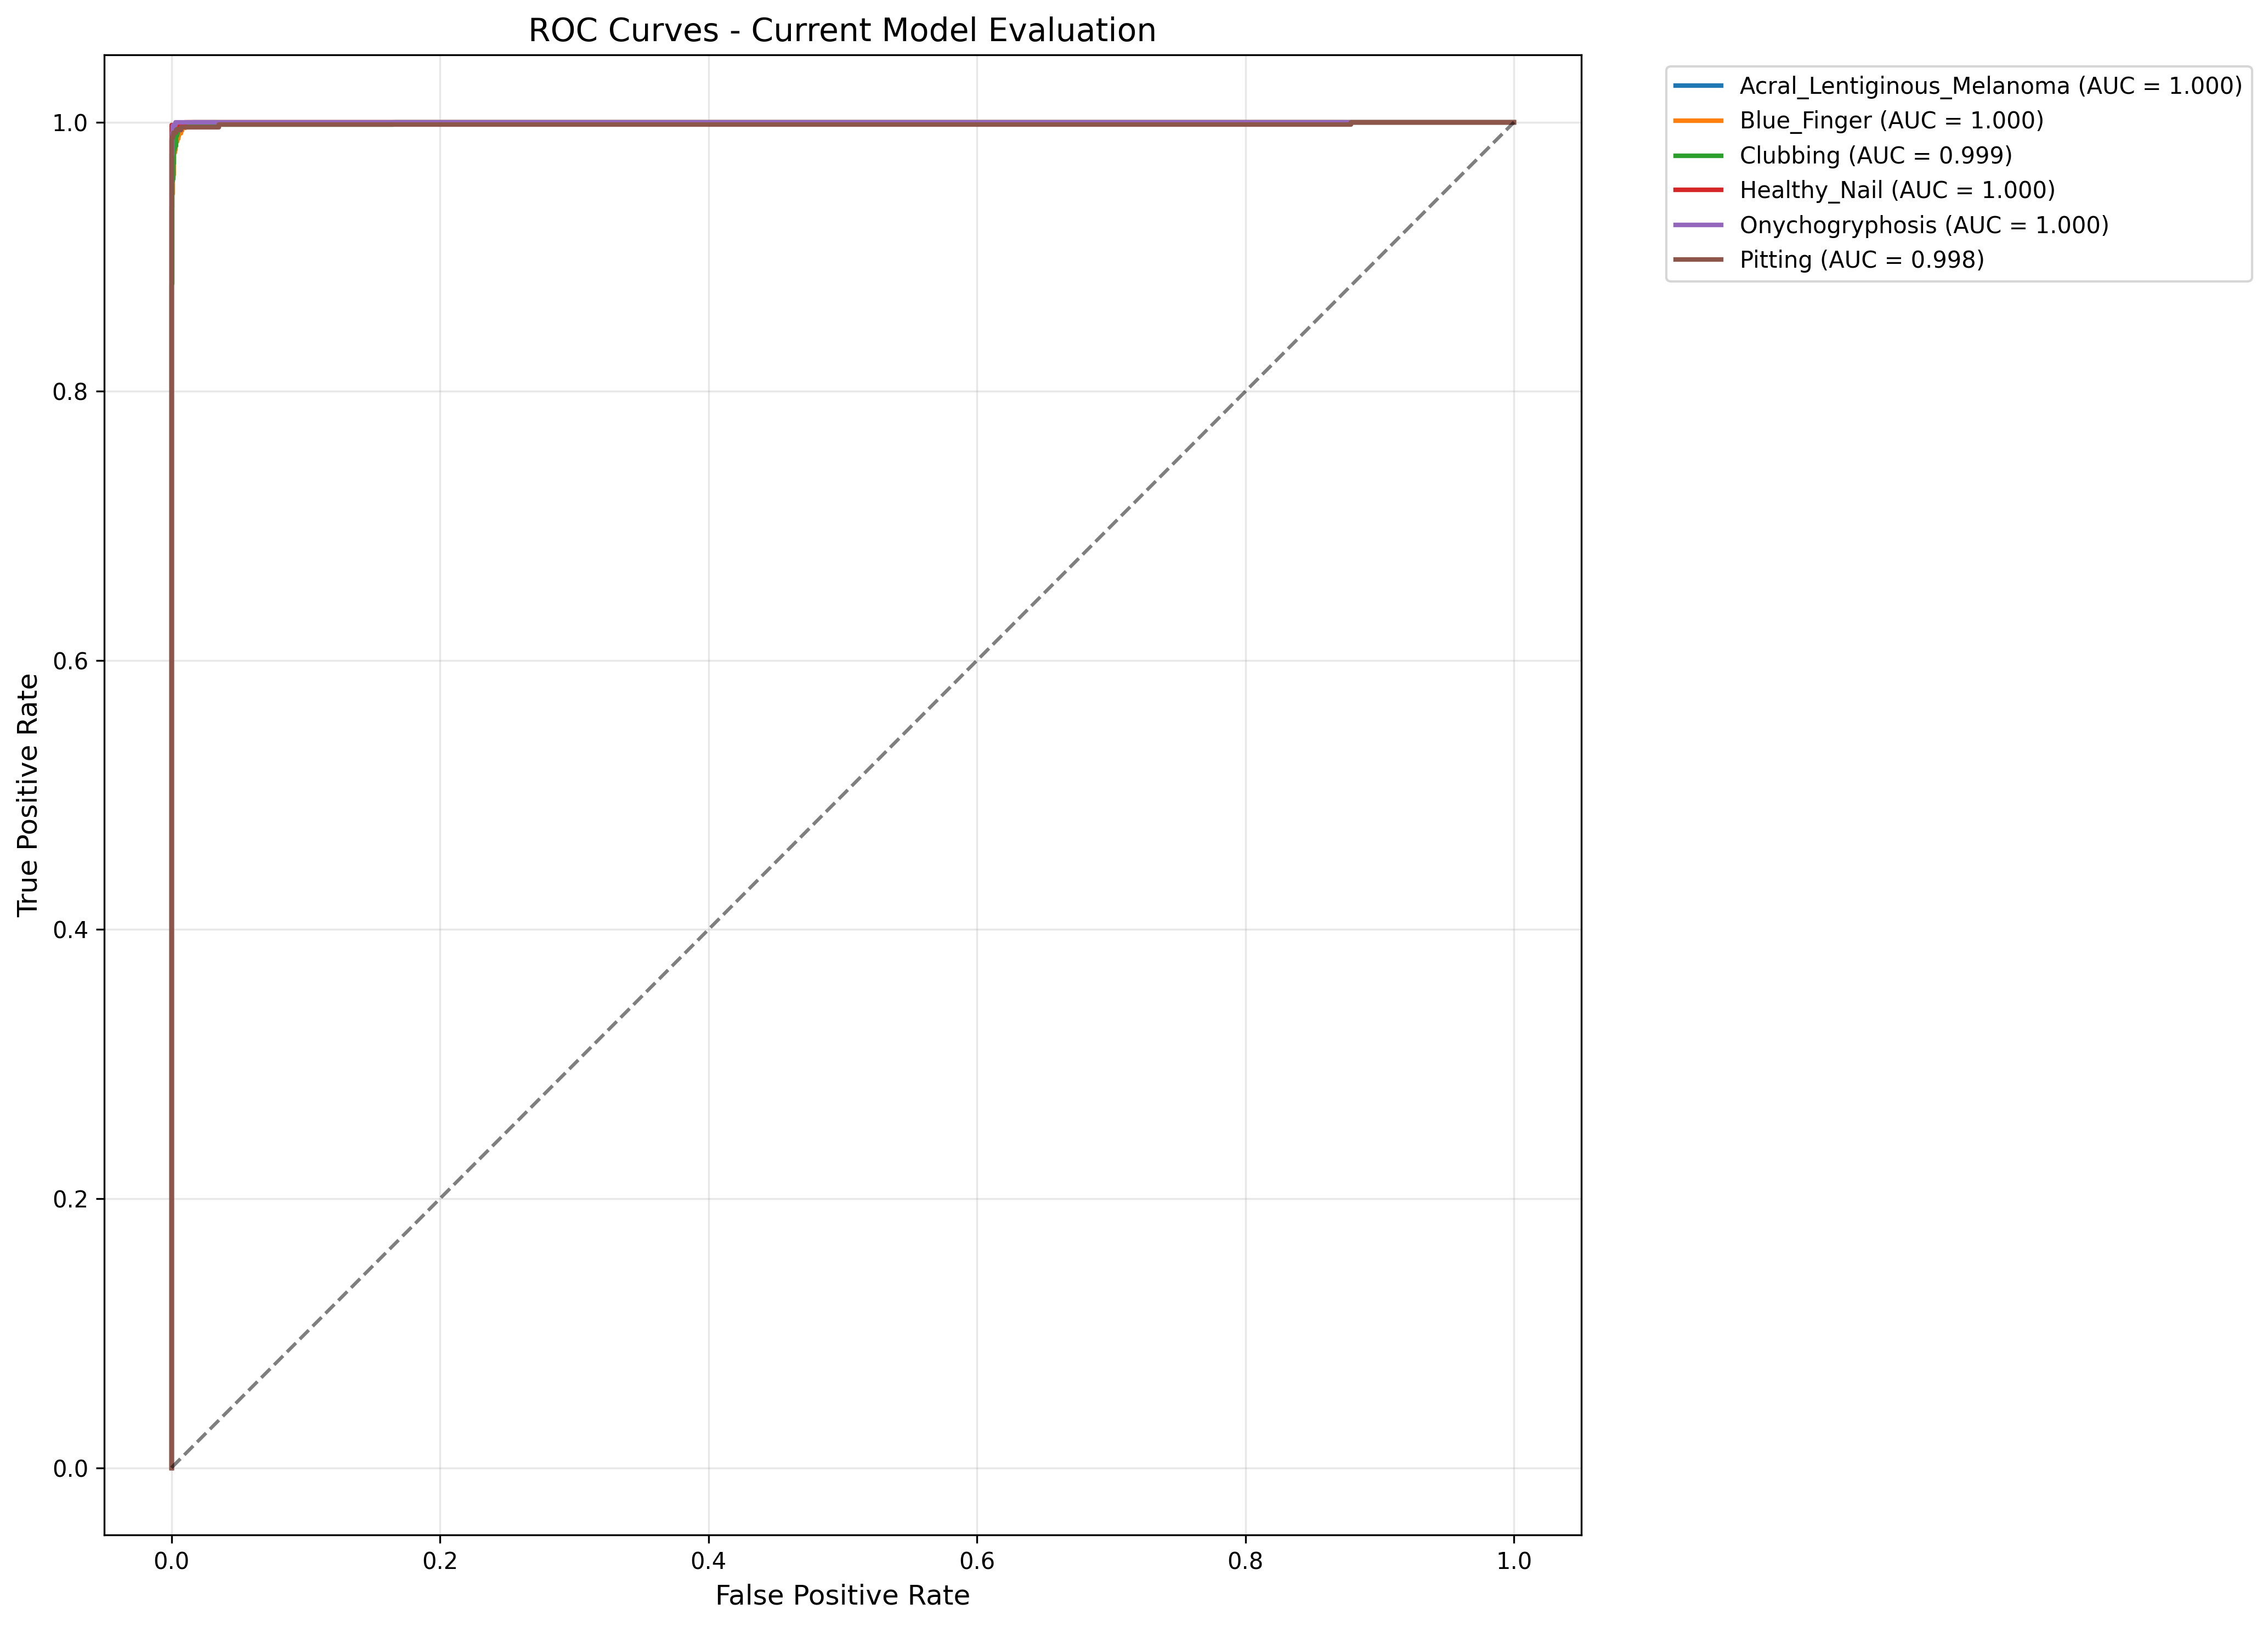 ROC Curves - Current Model Evaluation
Acral_Lentiginous_Melanoma (AUC = 1.000)
Blue_Finger (AUC = 1.000)
Clubbing (AUC = 0.999)
Healthy_Nail (AUC = 1.000)
Onychogryphosis (AUC = 1.000)
Pitting (AUC = 0.998)
True Positive Rate
1.0
0.8
0.6
0.4
0.2
0.0
0.0 0.2 0.4 0.6 0.8 1.0
False Positive Rate